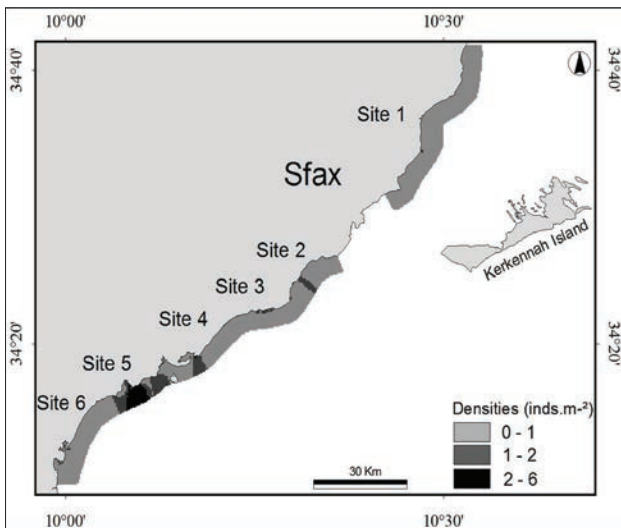 10°00' 10°30'
34°40' 34°40'
Site 1
Sfax
Kerkennah Island
Site 2
Site 3
Site 4
34°20' 34°20'
Site 5
Site 6
Densities (inds.m-²)
0 - 1
1 - 2
2 - 6
30 Km
10°00' 10°30'